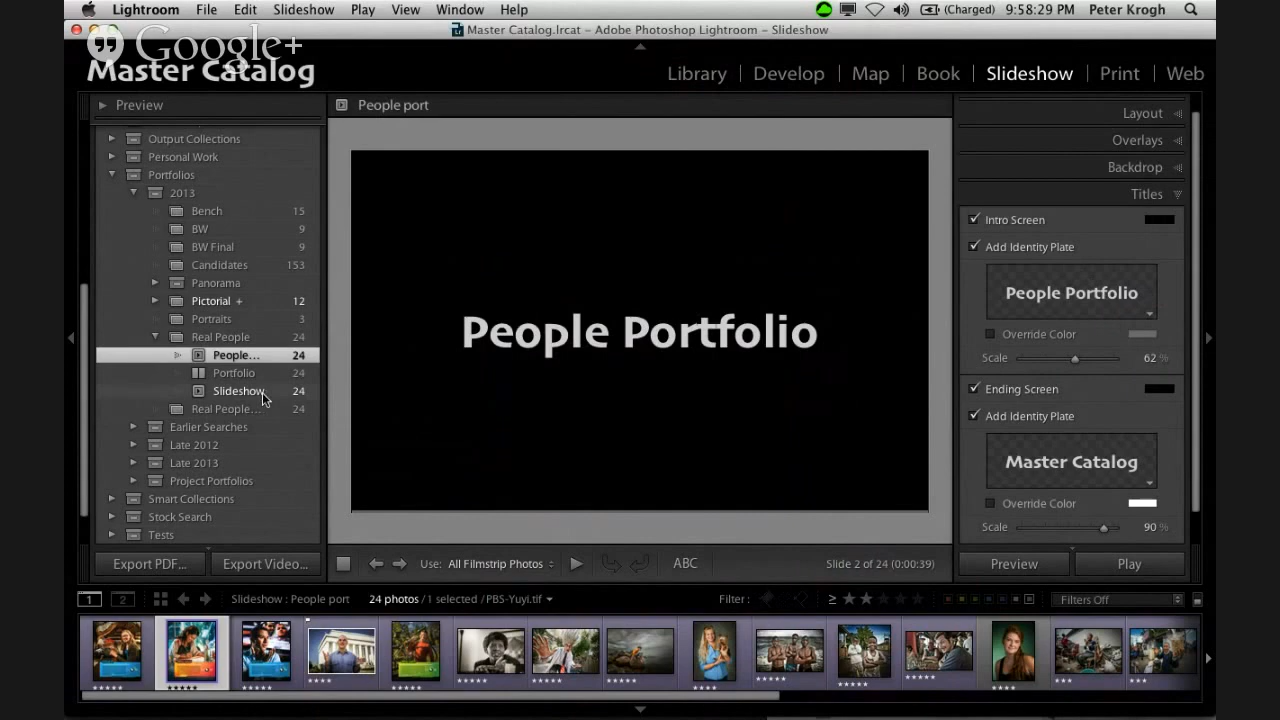 Lightroom File Edit Slideshow Play View Window Help (Charged) 9:58:29 PM Peter Krogh
Master Catalog.lrcat – Adobe Photoshop Lightroom – Slideshow
Google+
Master Catalog
Library | Develop | Map | Book | Slideshow | Print | Web
Preview
People port
Layout
Overlays
Backdrop
Titles
Output Collections
Personal Work
Portfolios
2013
Bench 15
BW 9
BW Final 9
Candidates 153
Panorama
Pictorial + 12
Portraits 3
Real People 24
People... 24
Portfolio 24
Slideshow 24
Real People... 24
Earlier Searches
Late 2012
Late 2013
Project Portfolios
Smart Collections
Stock Search
Tests
People Portfolio
Intro Screen
Add Identity Plate
People Portfolio
Override Color
Scale 62 %
Ending Screen
Add Identity Plate
Master Catalog
Override Color
Scale 90 %
Export PDF... Export Video...
Use: All Filmstrip Photos ABC Slide 2 of 24 (0:00:39)
Preview Play
1 2 Slideshow : People port 24 photos / 1 selected / PBS-Yuyi.tif Filter : ≥ Filters Off